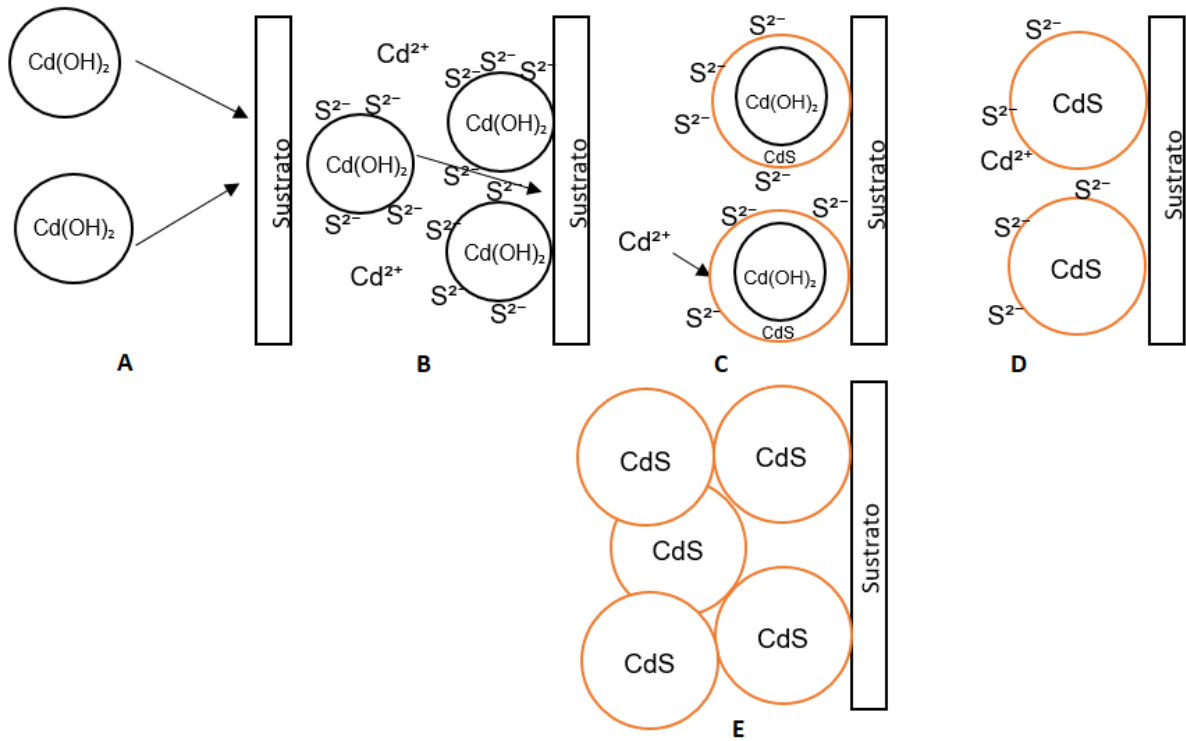 Cd(OH)₂
Cd(OH)₂
Sustrato
A
Cd²⁺
S²⁻
S²⁻
S²⁻
S²⁻
S²⁻
Cd(OH)₂
Cd(OH)₂
S²⁻
S²⁻
S²⁻
S²⁻
S²⁻
Cd(OH)₂
Cd²⁺
S²⁻
S²⁻
Sustrato
B
S²⁻
S²⁻
S²⁻
Cd(OH)₂
CdS
S²⁻
S²⁻
S²⁻
Cd²⁺
Cd(OH)₂
S²⁻
CdS
Sustrato
C
S²⁻
CdS
S²⁻
Cd²⁺
S²⁻
S²⁻
CdS
S²⁻
Sustrato
D
CdS
CdS
CdS
CdS
CdS
Sustrato
E